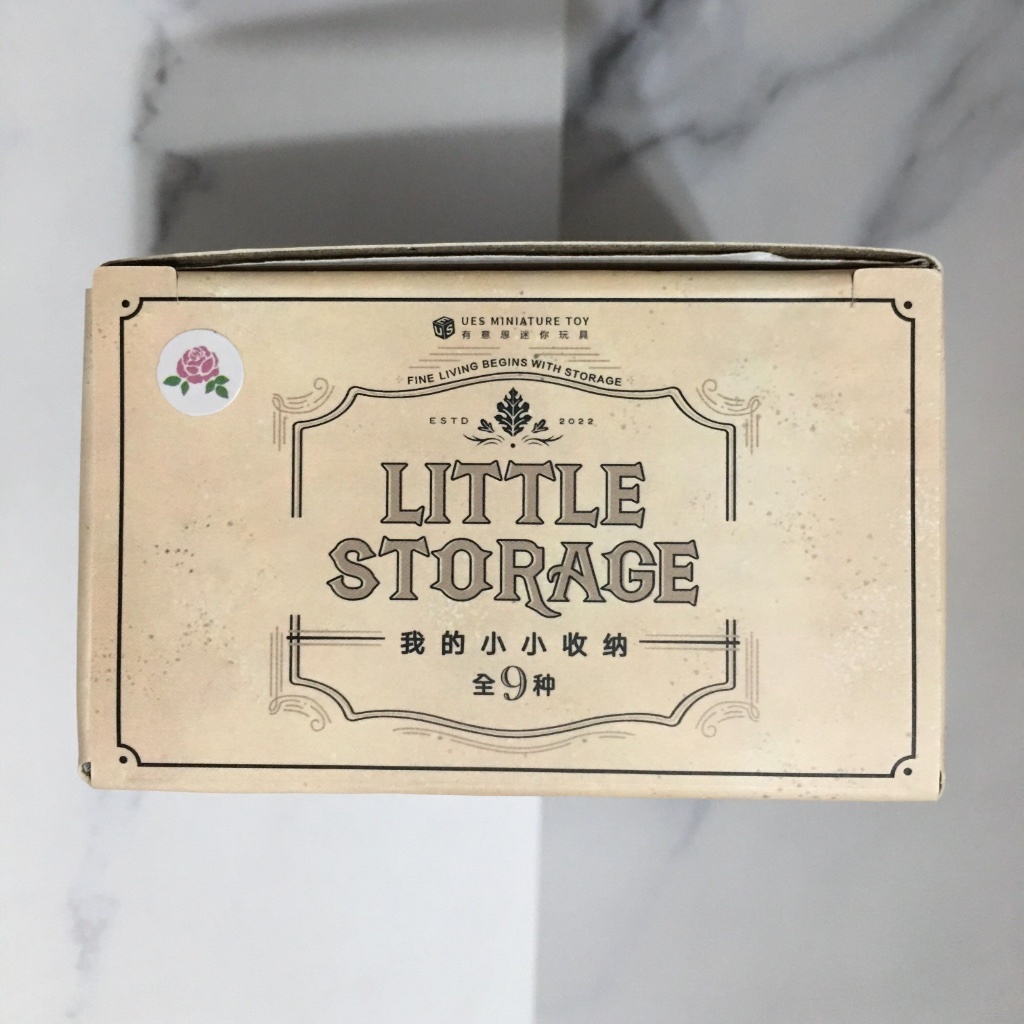 UES
UES MINIATURE TOY
有意思迷你玩具
FINE LIVING BEGINS WITH STORAGE
ESTD 2022
LITTLE
STORAGE
我的小小收纳
全9种